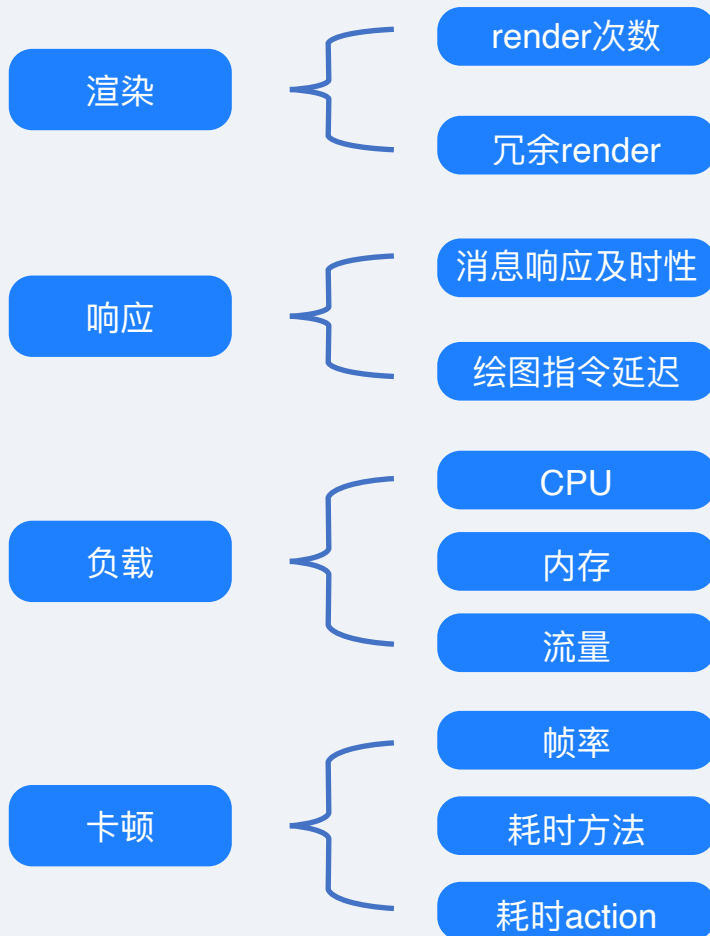 渲染
render次数
冗余render
响应
消息响应及时性
绘图指令延迟
负载
CPU
内存
流量
卡顿
帧率
耗时方法
耗时action